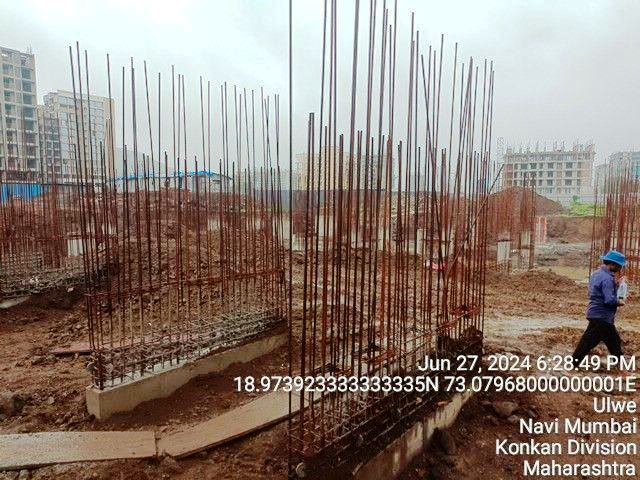 Jun 27, 2024 6:28:49 PM
18.973923333333335N 73.07968000000001E
Ulwe
Navi Mumbai
Konkan Division
Maharashtra